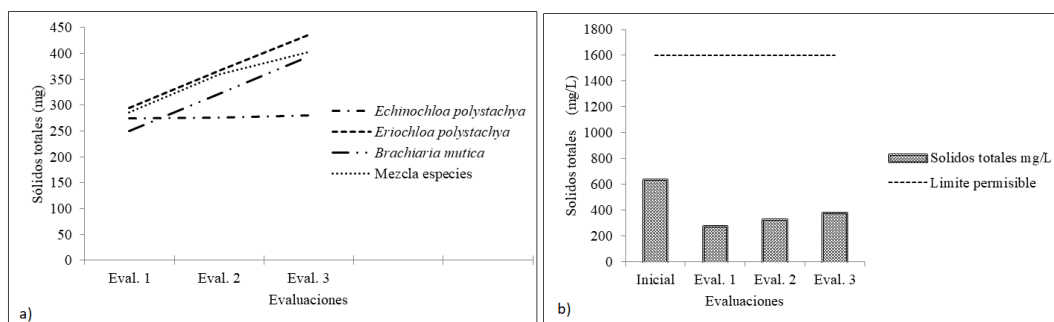 450
400
350
300
250
200
150
100
50
0
Sólidos totales (mg)
Eval. 1 Eval. 2 Eval. 3
Evaluaciones
Echinochloa polystachya
Eriochloa polystachya
Brachiaria mutica
Mezcla especies
a)
1800
1600
1400
1200
1000
800
600
400
200
0
Solidos totales (mg/L)
Inicial Eval. 1 Eval. 2 Eval. 3
Evaluaciones
Solidos totales mg/L
Limite permisible
b)